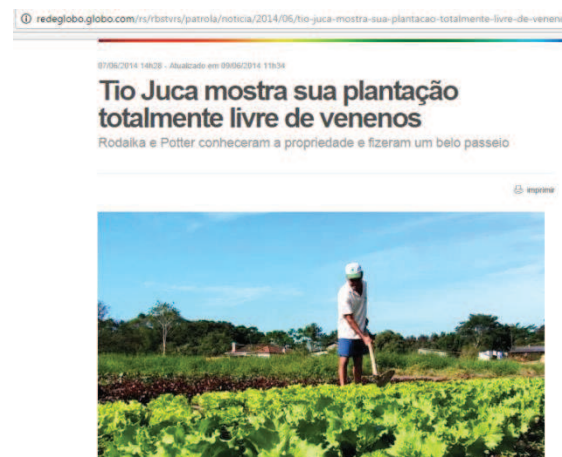 redeglobo.globo.com/rs/rbstvrs/patrola/noticia/2014/06/tio-juca-mostra-sua-plantacao-totalmente-livre-de-veneno
07/06/2014 14h28 - Atualizado em 09/06/2014 11h34
Tio Juca mostra sua plantação
totalmente livre de venenos
Rodaika e Potter conheceram a propriedade e fizeram um belo passeio
imprimir